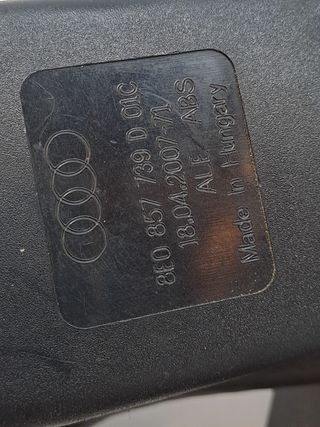 8E0 857 739 D 01C
18.04.2007-71
ALE / ABS
Made in Hungary